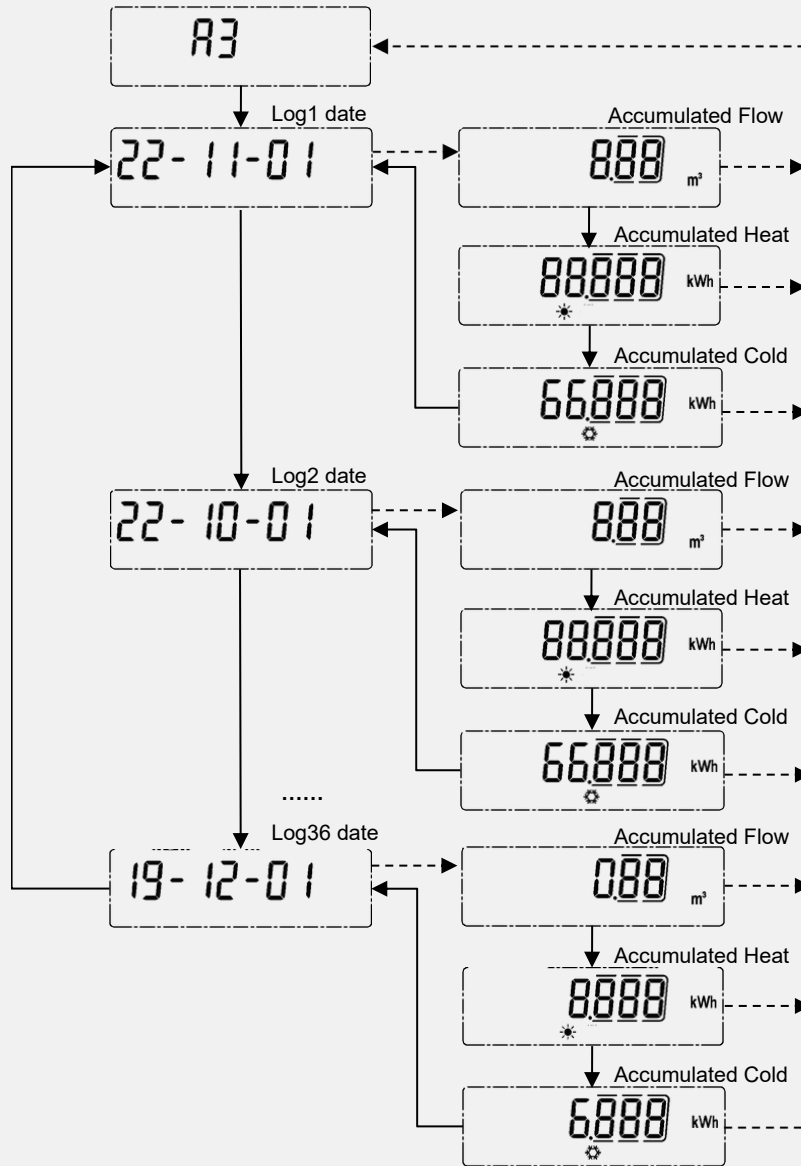 A3
Log1 date
22-11-01
Accumulated Flow
8.88 m³
Accumulated Heat
88.888 kWh
Accumulated Cold
66.888 kWh
Log2 date
22-10-01
Accumulated Flow
8.88 m³
Accumulated Heat
88.888 kWh
Accumulated Cold
66.888 kWh
......
Log36 date
19-12-01
Accumulated Flow
0.88 m³
Accumulated Heat
8.888 kWh
Accumulated Cold
6.888 kWh